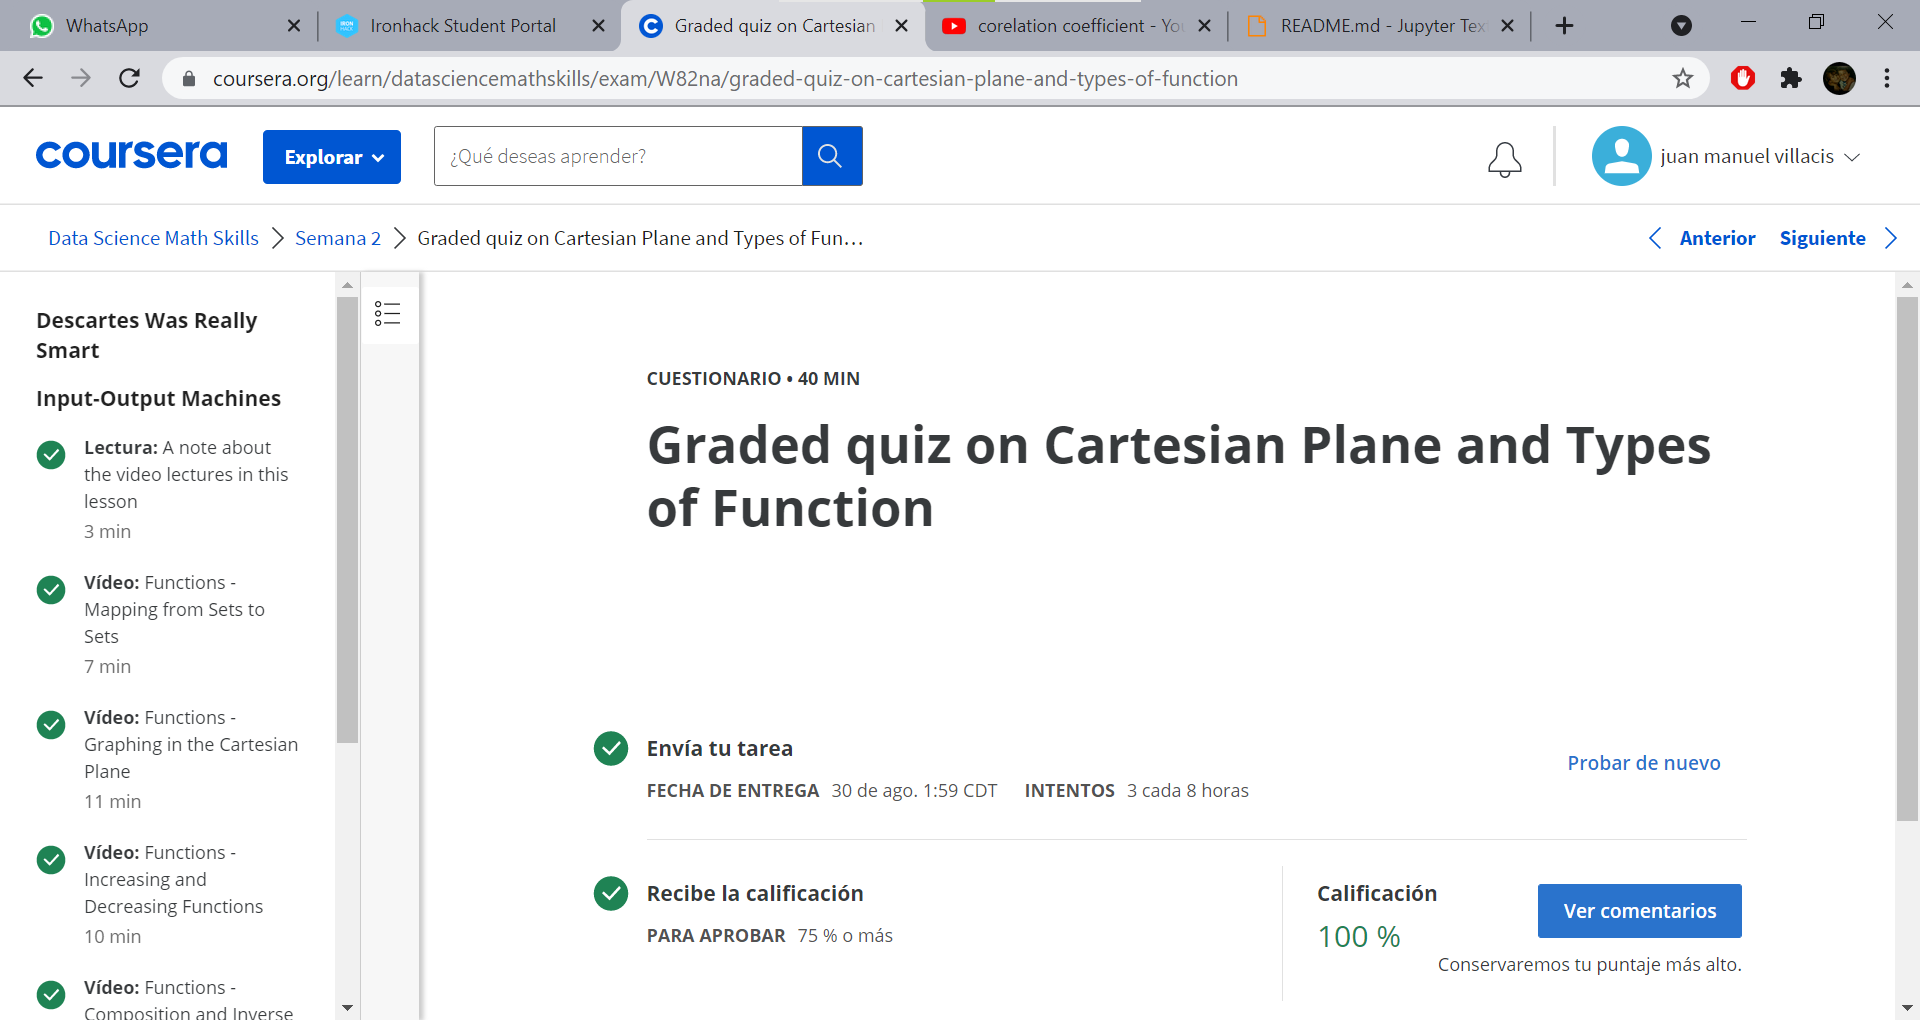 WhatsApp
Ironhack Student Portal
Graded quiz on Cartesian
corelation coefficient - You
README.md - Jupyter Tex
coursera.org/learn/datasciencemathskills/exam/W82na/graded-quiz-on-cartesian-plane-and-types-of-function
coursera
Explorar
¿Qué deseas aprender?
juan manuel villacis
Data Science Math Skills
Semana 2
Graded quiz on Cartesian Plane and Types of Fun...
Anterior
Siguiente
Descartes Was Really
Smart
Input-Output Machines
Lectura: A note about
the video lectures in this
lesson
3 min
Vídeo: Functions -
Mapping from Sets to
Sets
7 min
Vídeo: Functions -
Graphing in the Cartesian
Plane
11 min
Vídeo: Functions -
Increasing and
Decreasing Functions
10 min
Vídeo: Functions -
Composition and Inverse
CUESTIONARIO • 40 MIN
Graded quiz on Cartesian Plane and Types
of Function
Envía tu tarea
FECHA DE ENTREGA 30 de ago. 1:59 CDT INTENTOS 3 cada 8 horas
Probar de nuevo
Recibe la calificación
PARA APROBAR 75 % o más
Calificación
100 %
Ver comentarios
Conservaremos tu puntaje más alto.